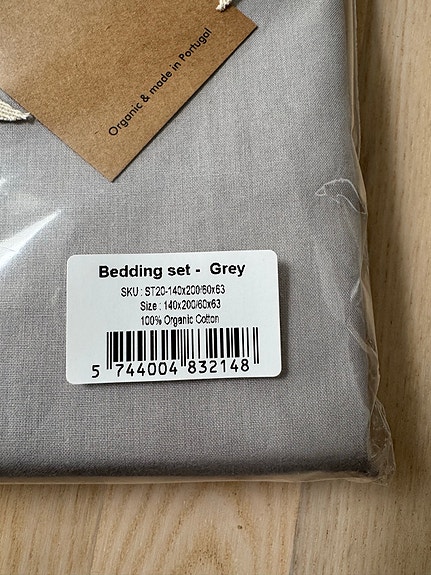 Organic & made in Portugal
Bedding set - Grey
SKU : ST20-140x200/60x63
Size : 140x200/60x63
100% Organic Cotton
5 744004 832148